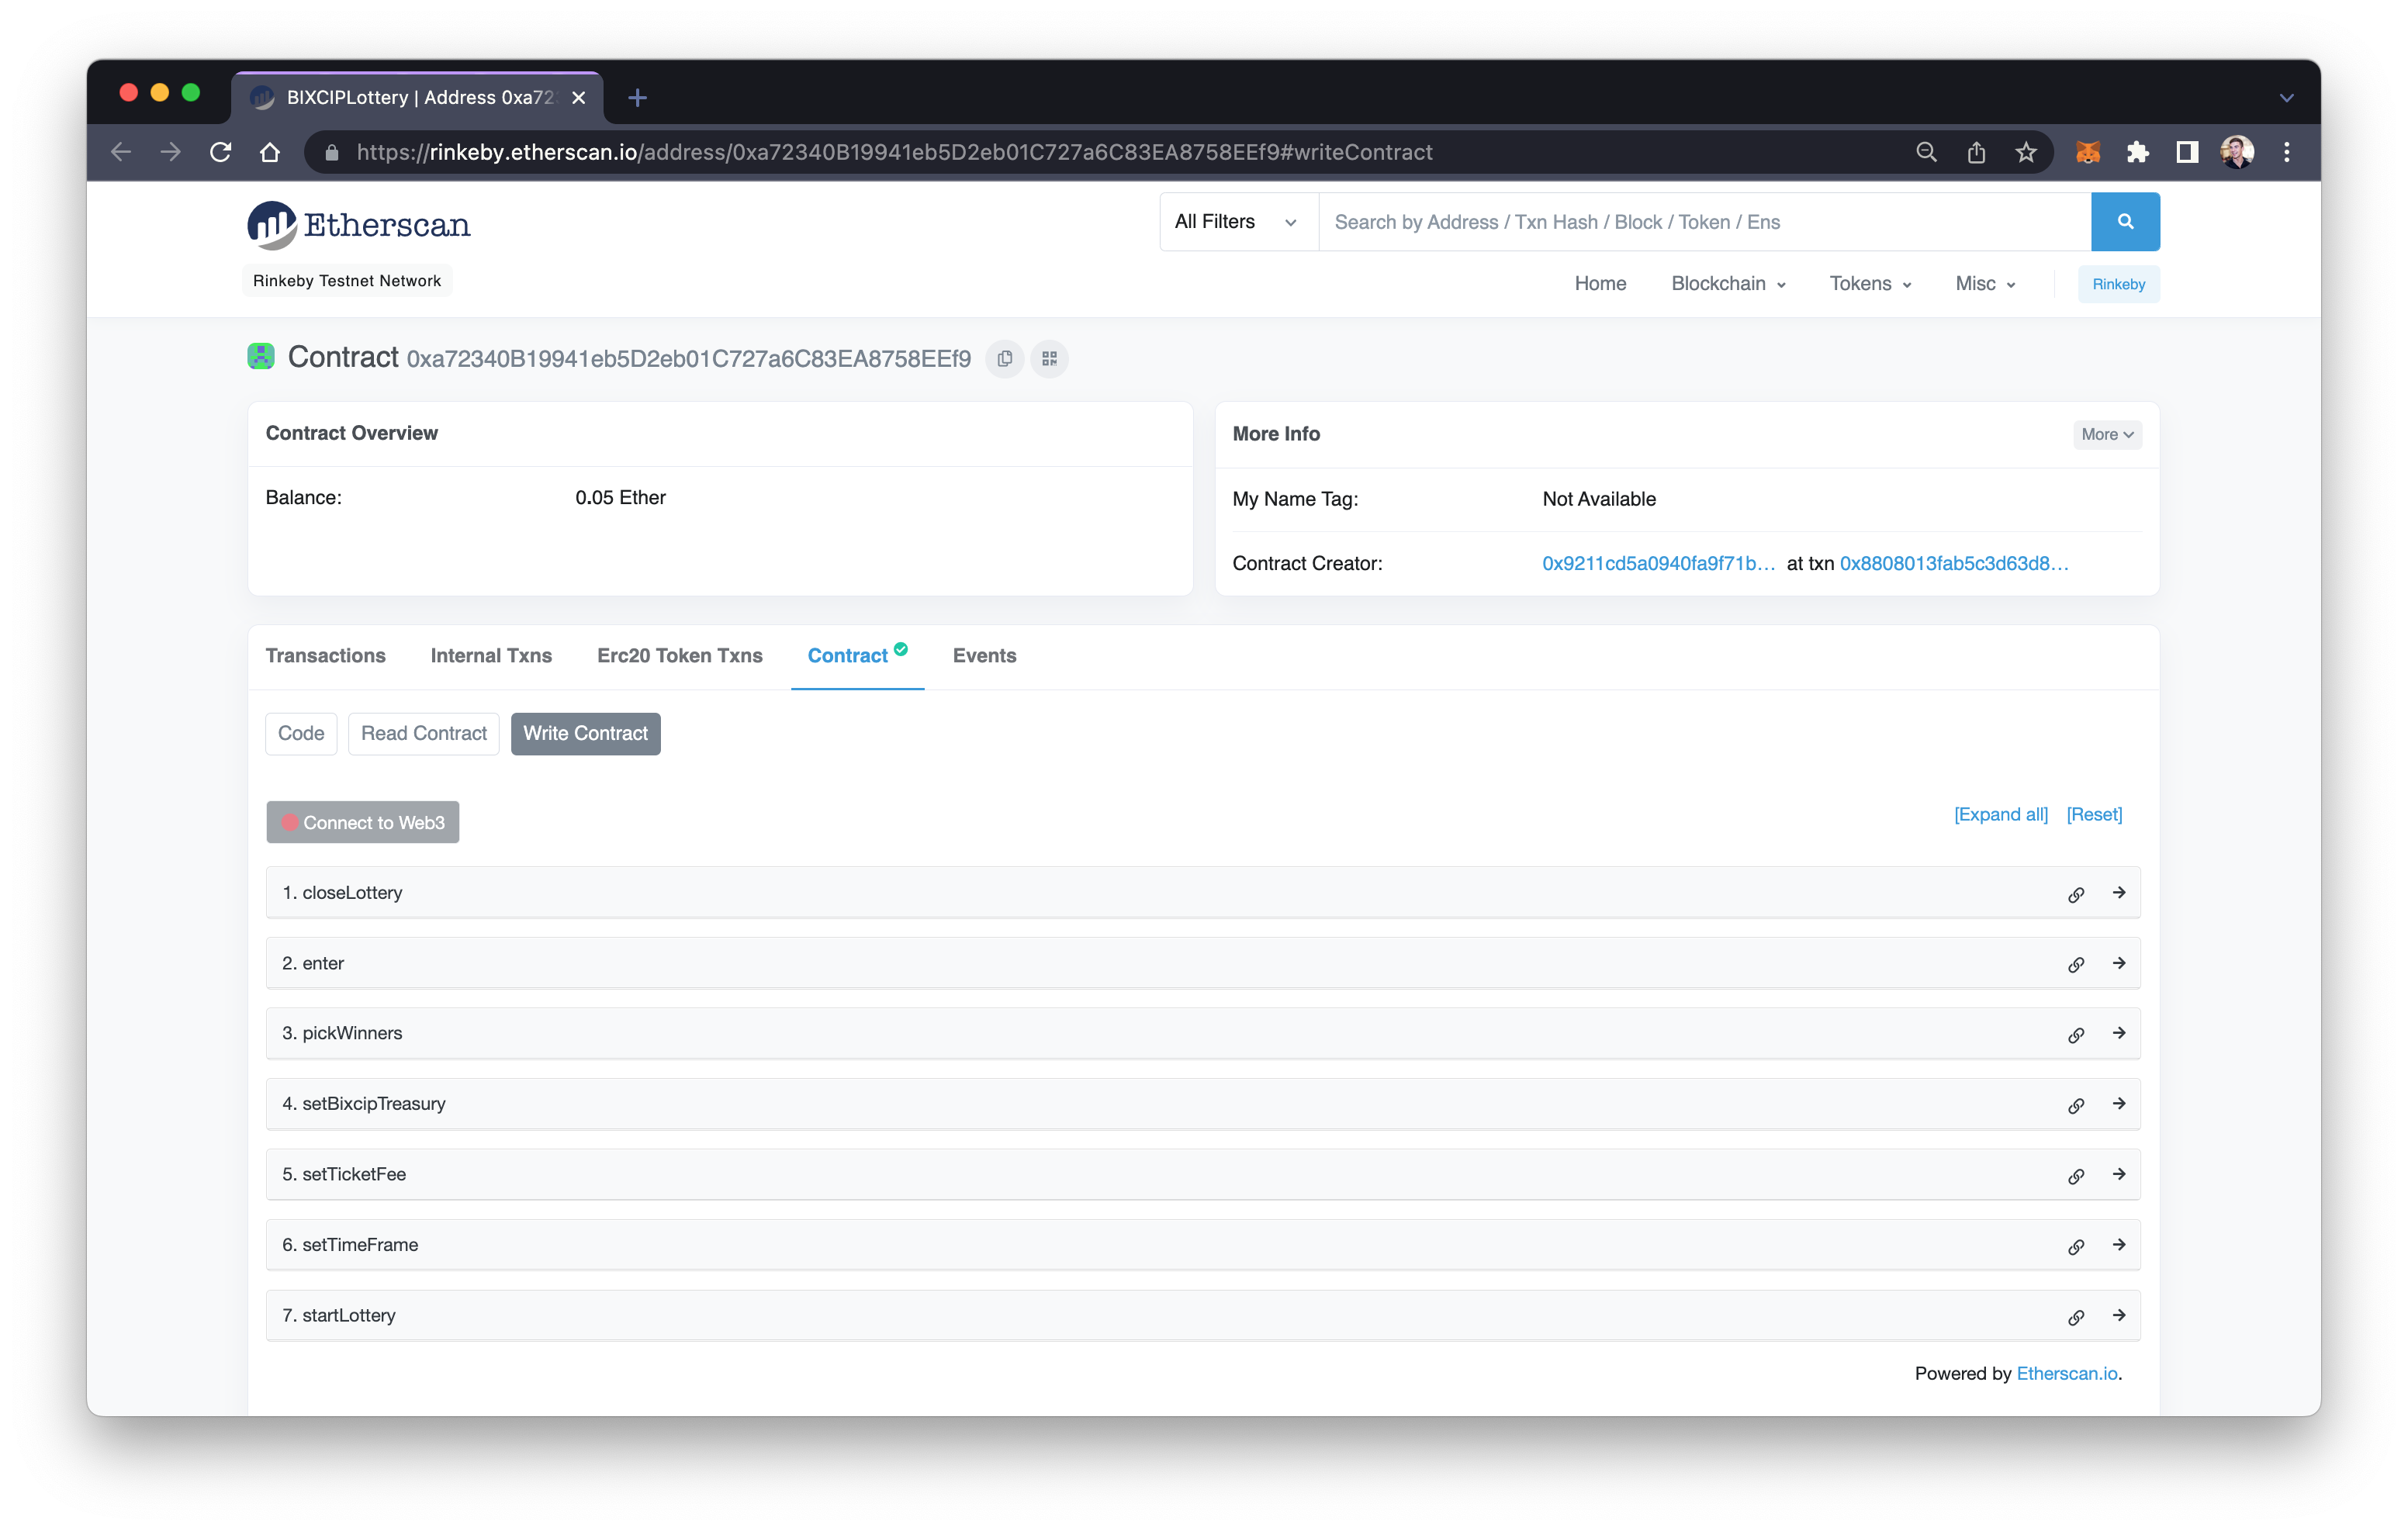 BIXCIPLottery | Address 0xa72
https://rinkeby.etherscan.io/address/0xa72340B19941eb5D2eb01C727a6C83EA8758EEf9#writeContract
Etherscan
All Filters
Search by Address / Txn Hash / Block / Token / Ens
Rinkeby Testnet Network
Home Blockchain Tokens Misc Rinkeby
Contract 0xa72340B19941eb5D2eb01C727a6C83EA8758EEf9
Contract Overview
Balance: 0.05 Ether
More Info
More
My Name Tag: Not Available
Contract Creator: 0x9211cd5a0940fa9f71b... at txn 0x8808013fab5c3d63d8...
Transactions Internal Txns Erc20 Token Txns Contract Events
Code Read Contract Write Contract
Connect to Web3
[Expand all] [Reset]
1. closeLottery
2. enter
3. pickWinners
4. setBixcipTreasury
5. setTicketFee
6. setTimeFrame
7. startLottery
Powered by Etherscan.io.